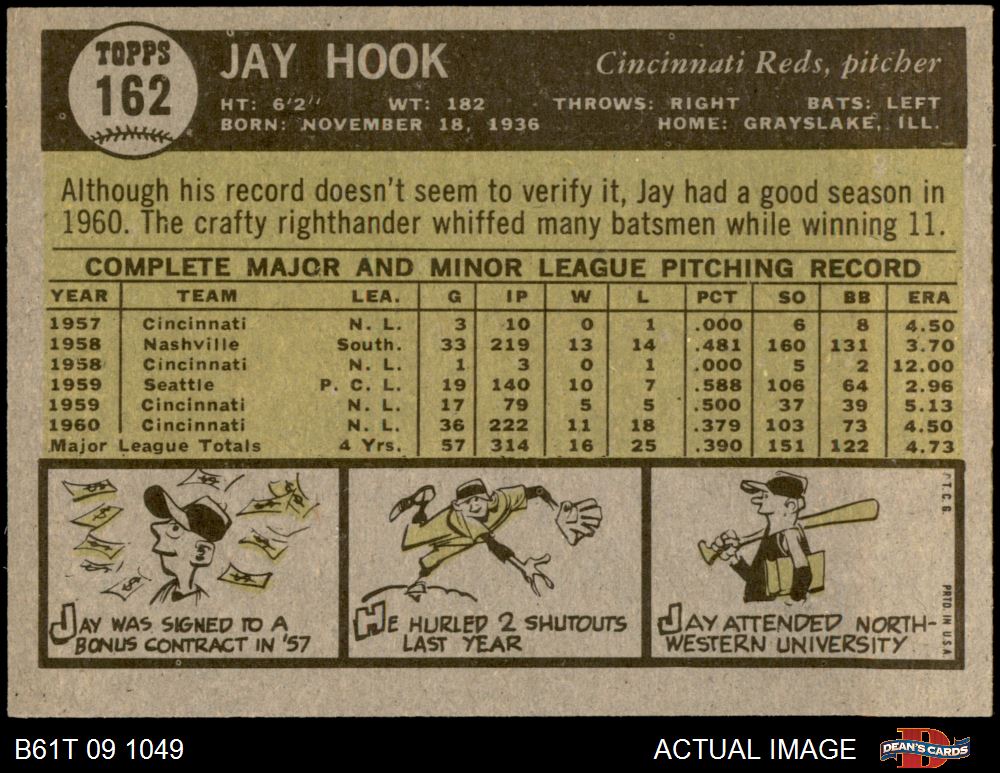 TOPPS
162
JAY HOOK
Cincinnati Reds, pitcher
HT: 6'2" WT: 182 THROWS: RIGHT BATS: LEFT
BORN: NOVEMBER 18, 1936 HOME: GRAYSLAKE, ILL.
Although his record doesn't seem to verify it, Jay had a good season in
1960. The crafty righthander whiffed many batsmen while winning 11.
COMPLETE MAJOR AND MINOR LEAGUE PITCHING RECORD
YEAR TEAM LEA. G IP W L PCT SO BB ERA
1957 Cincinnati N. L. 3 10 0 1 .000 6 8 4.50
1958 Nashville South. 33 219 13 14 .481 160 131 3.70
1958 Cincinnati N. L. 1 3 0 1 .000 5 2 12.00
1959 Seattle P. C. L. 19 140 10 7 .588 106 64 2.96
1959 Cincinnati N. L. 17 79 5 5 .500 37 39 5.13
1960 Cincinnati N. L. 36 222 11 18 .379 103 73 4.50
Major League Totals 4 Yrs. 57 314 16 25 .390 151 122 4.73
JAY WAS SIGNED TO A
BONUS CONTRACT IN '57
HE HURLED 2 SHUTOUTS
LAST YEAR
JAY ATTENDED NORTH-
WESTERN UNIVERSITY
T.C.G.
PRTD. IN U.S.A.
B61T 09 1049
ACTUAL IMAGE
DEAN'S CARDS